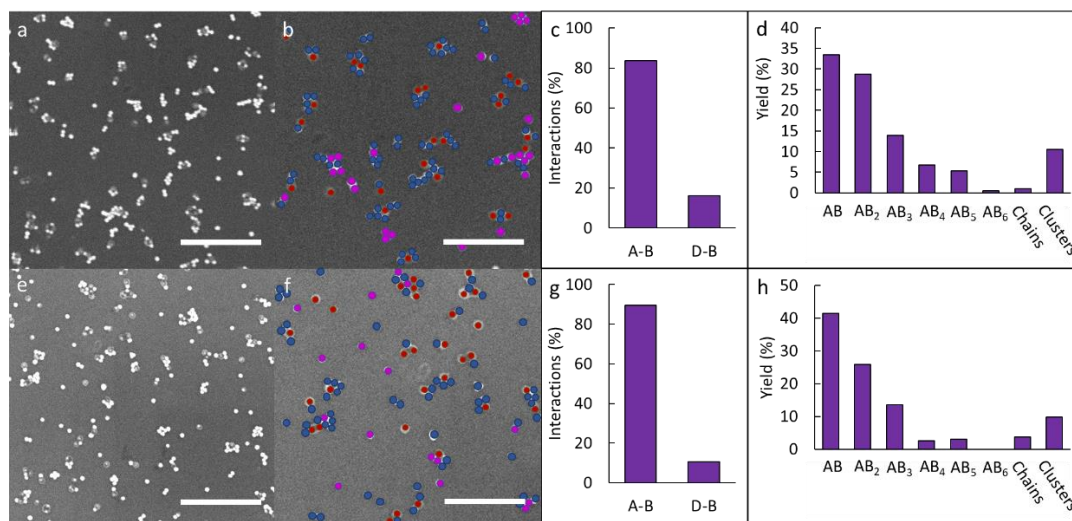 a
b
c
Interactions (%)
100
80
60
40
20
0
A-B
D-B
d
Yield (%)
40
35
30
25
20
15
10
5
0
AB
AB₂
AB₃
AB₄
AB₅
AB₆
Chains
Clusters
e
f
g
Interactions (%)
100
80
60
40
20
0
A-B
D-B
h
Yield (%)
50
40
30
20
10
0
AB
AB₂
AB₃
AB₄
AB₅
AB₆
Chains
Clusters